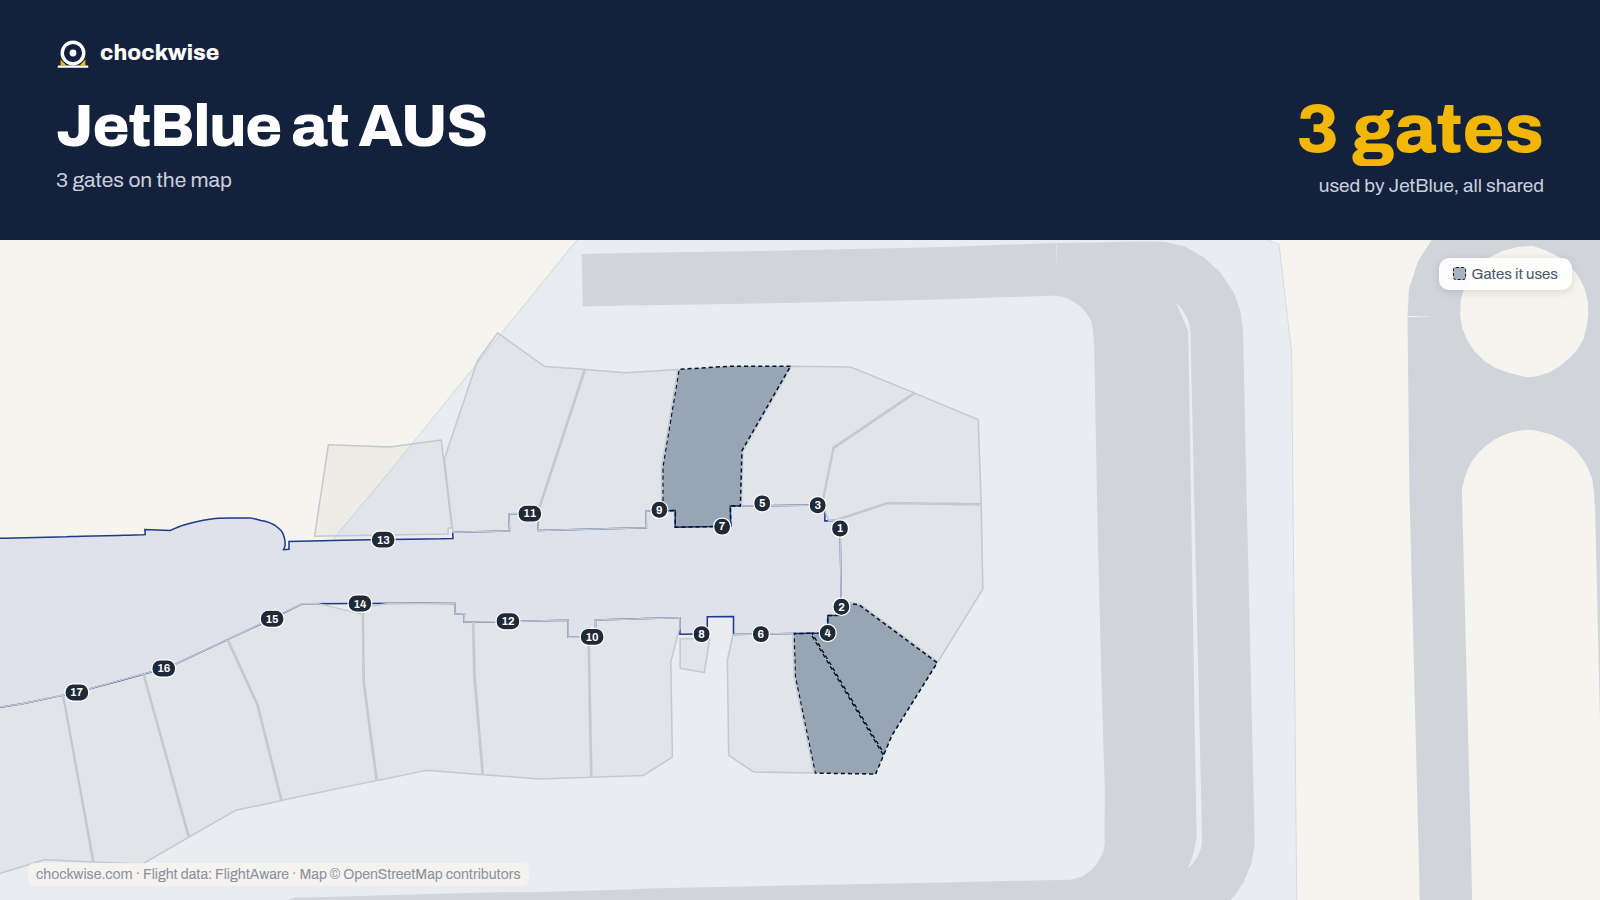 chockwise
JetBlue at AUS
3 gates on the map
3 gates
used by JetBlue, all shared
Gates it uses
11
9
7
5
3
1
13
2
14
15
12
10
8
6
4
16
17
chockwise.com · Flight data: FlightAware · Map © OpenStreetMap contributors